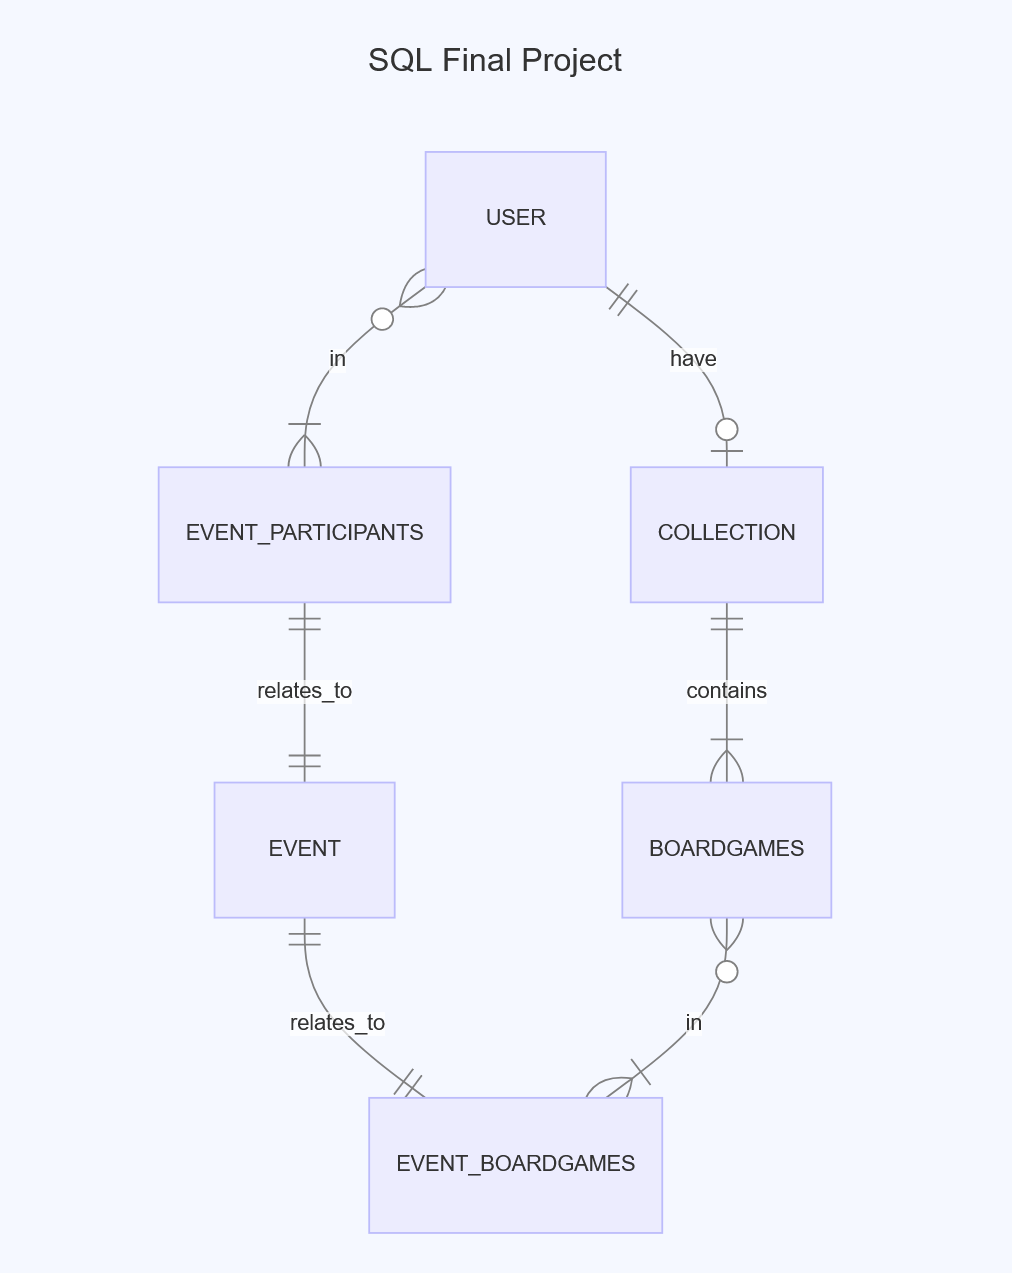 SQL Final Project
USER
in
have
EVENT_PARTICIPANTS
COLLECTION
relates_to
contains
EVENT
BOARDGAMES
relates_to
in
EVENT_BOARDGAMES